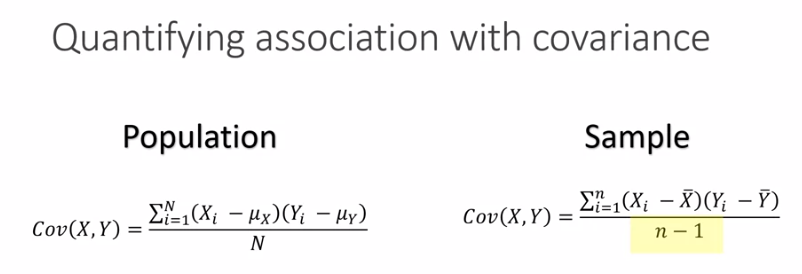 Quantifying association with covariance
Population
Sample
Cov(X,Y) = ∑ᵢ₌₁ᴺ(Xᵢ − μ_X)(Yᵢ − μ_Y) / N
Cov(X,Y) = ∑ᵢ₌₁ⁿ(Xᵢ − X̄)(Yᵢ − Ȳ) / n − 1